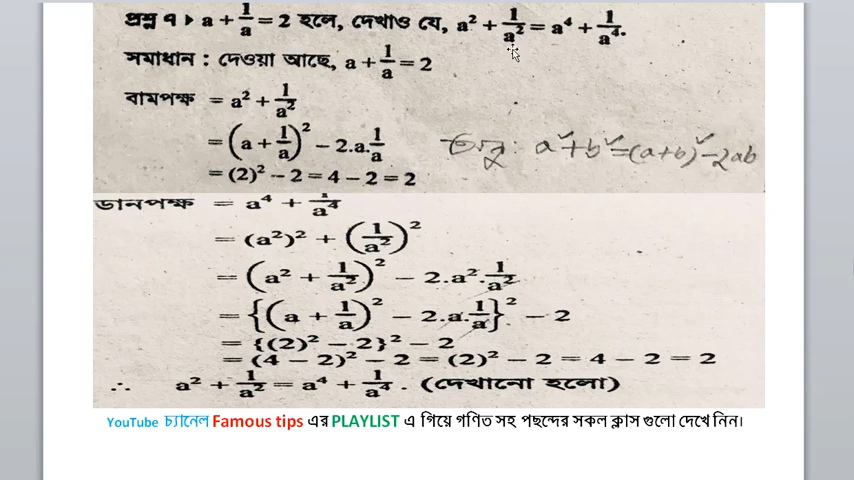 প্রশ্ন ৭ ▶ a + 1/a = 2 হলে, দেখাও যে, a² + 1/a² = a⁴ + 1/a⁴.
সমাধান : দেওয়া আছে, a + 1/a = 2
বামপক্ষ = a² + 1/a²
= (a + 1/a)² − 2.a.1/a
a²+b²=(a+b)²−2ab
= (2)² − 2 = 4 − 2 = 2
ডানপক্ষ = a⁴ + 1/a⁴
= (a²)² + (1/a²)²
= (a² + 1/a²)² − 2.a².1/a²
= {(a + 1/a)² − 2.a.1/a}² − 2
= {(2)² − 2}² − 2
= (4 − 2)² − 2 = (2)² − 2 = 4 − 2 = 2
∴ a² + 1/a² = a⁴ + 1/a⁴ . (দেখানো হলো)
YouTube চ্যানেল Famous tips এর PLAYLIST এ গিয়ে গণিত সহ পছন্দের সকল ক্লাস গুলো দেখে নিন।